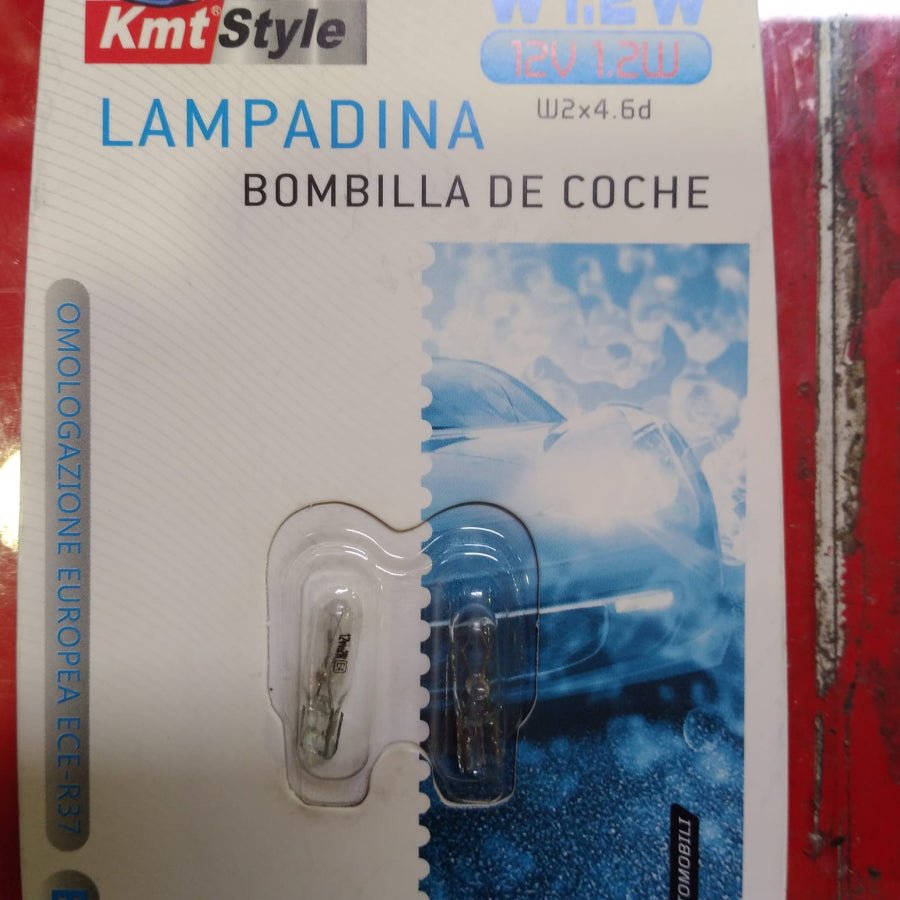 Kmt® Style
W1.2W
12V 1.2W
W2x4.6d
LAMPADINA
BOMBILLA DE COCHE
OMOLOGAZIONE EUROPEA ECE-R37